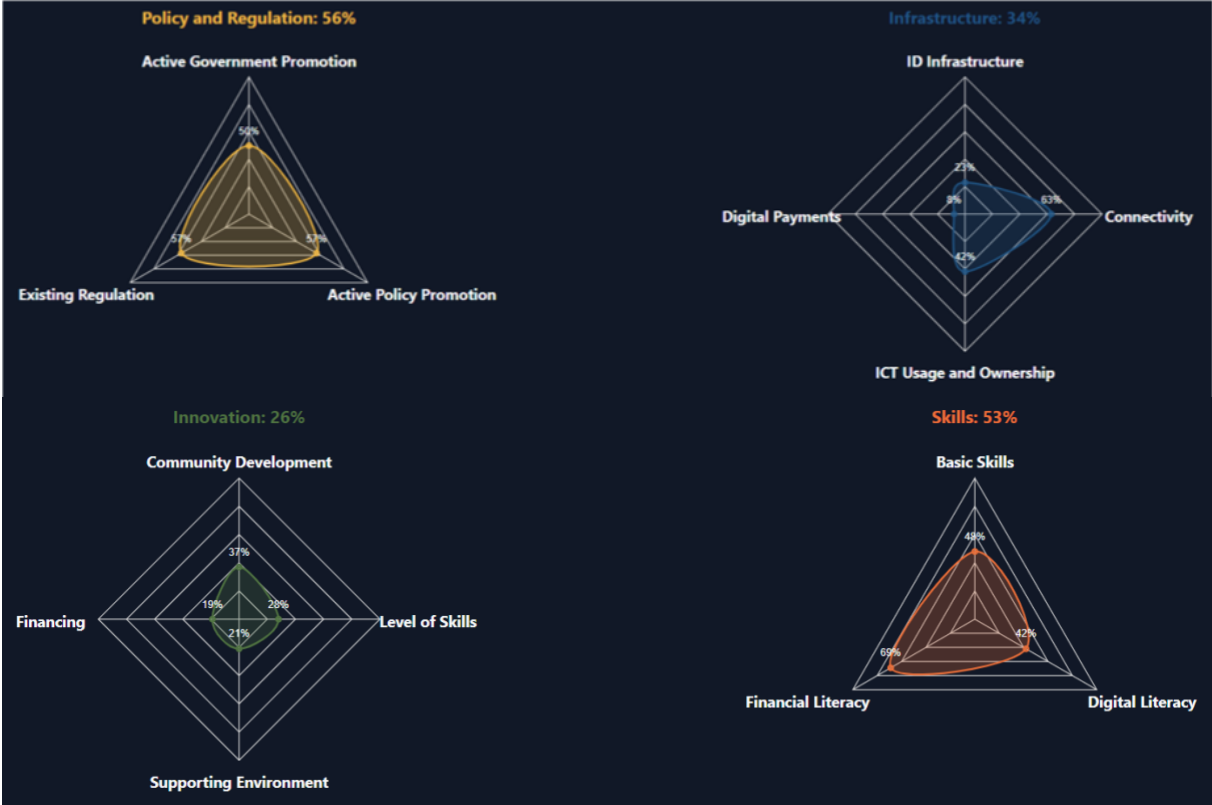 Policy and Regulation: 56%
Active Government Promotion
50%
57%
57%
Existing Regulation
Active Policy Promotion
Infrastructure: 34%
ID Infrastructure
23%
8%
63%
Digital Payments
Connectivity
42%
ICT Usage and Ownership
Innovation: 26%
Community Development
37%
19%
28%
Financing
Level of Skills
21%
Supporting Environment
Skills: 53%
Basic Skills
48%
42%
69%
Financial Literacy
Digital Literacy